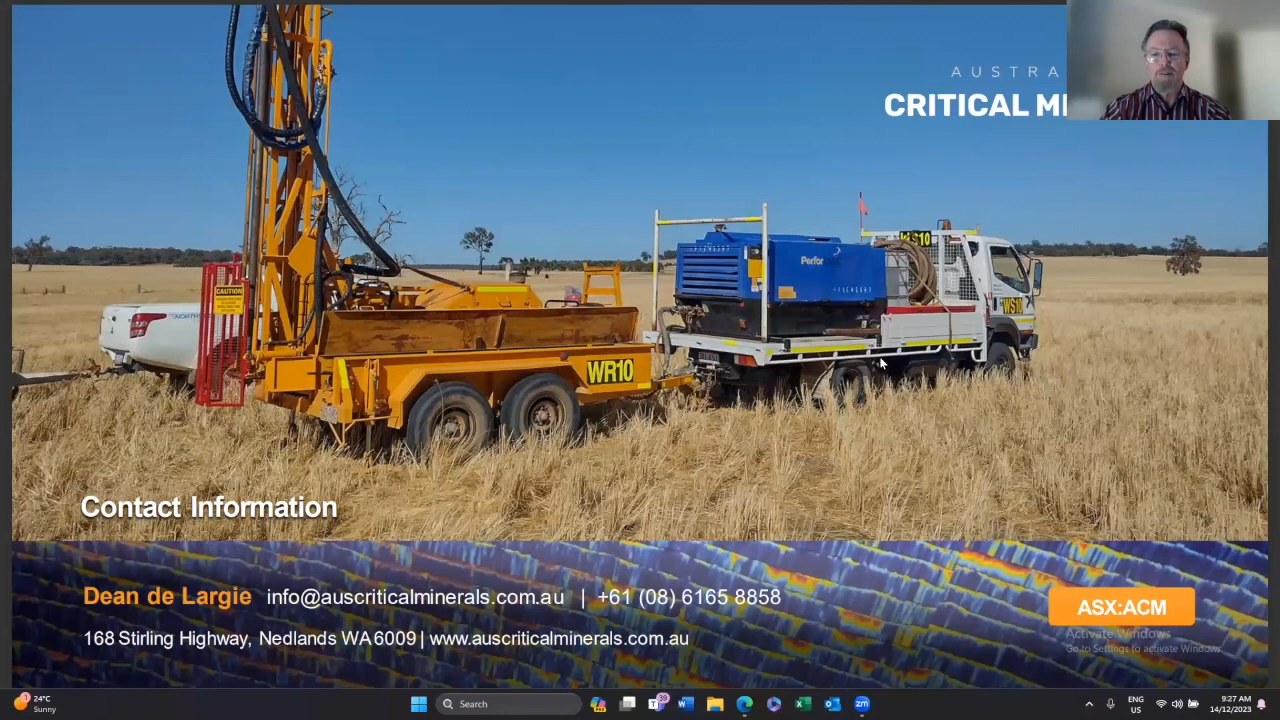 AUSTRA
CRITICAL MI
WS10
Perfor
CAUTION
WS10
WR10
Contact Information
Dean de Largie info@auscriticalminerals.com.au | +61 (08) 6165 8858
ASX:ACM
168 Stirling Highway, Nedlands WA 6009 | www.auscriticalminerals.com.au
Activate Windows
Go to Settings to activate Windows.
24°C
Sunny
Search
39
ENG
US
9:27 AM
14/12/2023